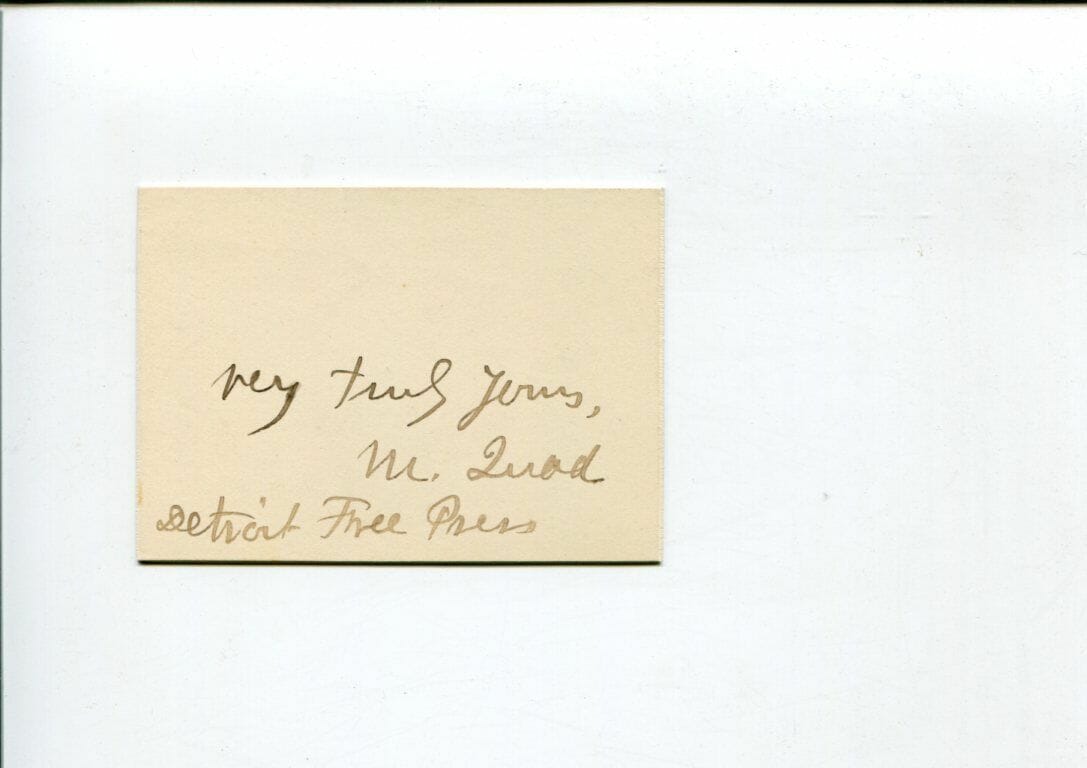 very truly yours,
M. Quad
Detroit Free Press